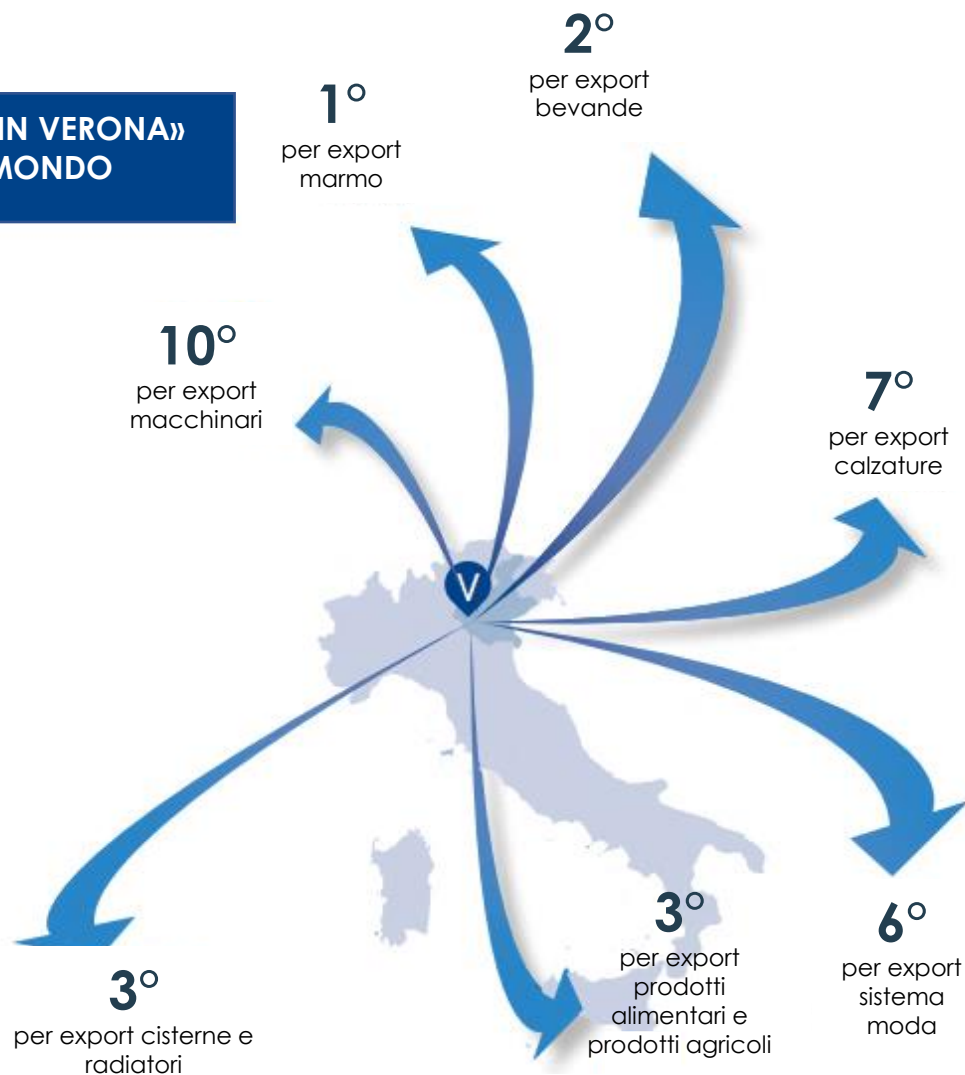 IN VERONA»
MONDO
2°
per export
bevande
1°
per export
marmo
10°
per export
macchinari
7°
per export
calzature
V
3°
per export
prodotti
alimentari e
prodotti agricoli
6°
per export
sistema
moda
3°
per export cisterne e
radiatori